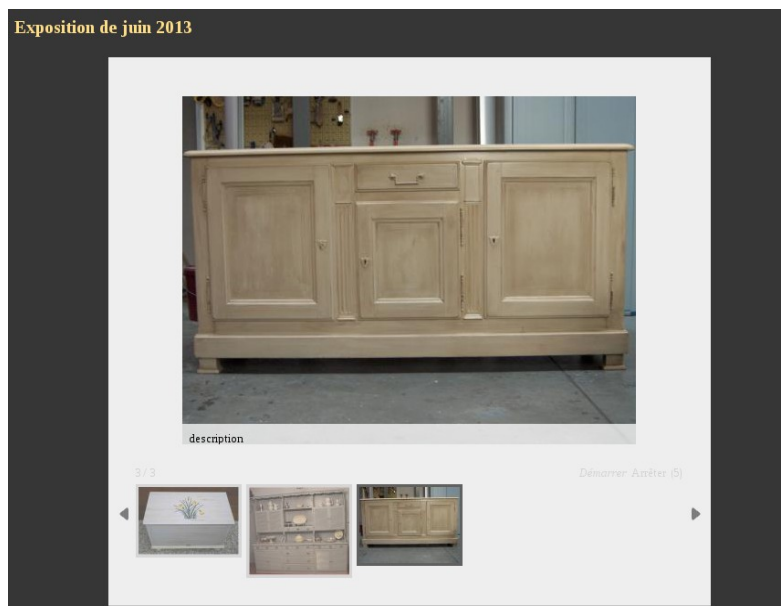 Exposition de juin 2013
description
3 / 3
Démarrer Arrêter (5)